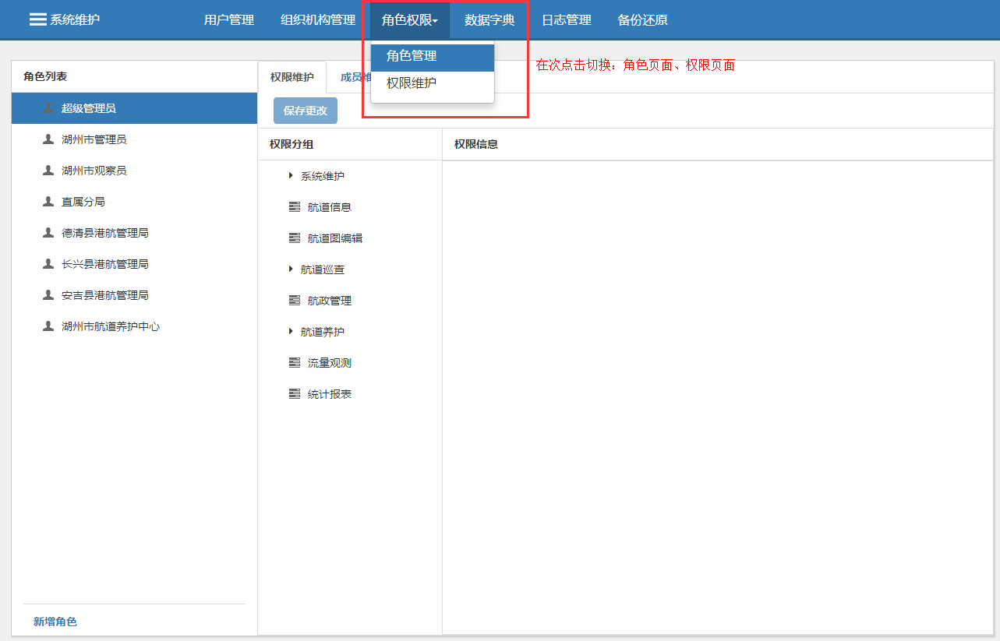 系统维护
用户管理
组织机构管理
角色权限
数据字典
日志管理
备份还原
角色管理
权限维护
在次点击切换：角色页面、权限页面
角色列表
超级管理员
湖州市管理员
湖州市观察员
直属分局
德清县港航管理局
长兴县港航管理局
安吉县港航管理局
湖州市航道养护中心
新增角色
权限维护
成员维
保存更改
权限分组
系统维护
航道信息
航道图编辑
航道巡查
航政管理
航道养护
流量观测
统计报表
权限信息